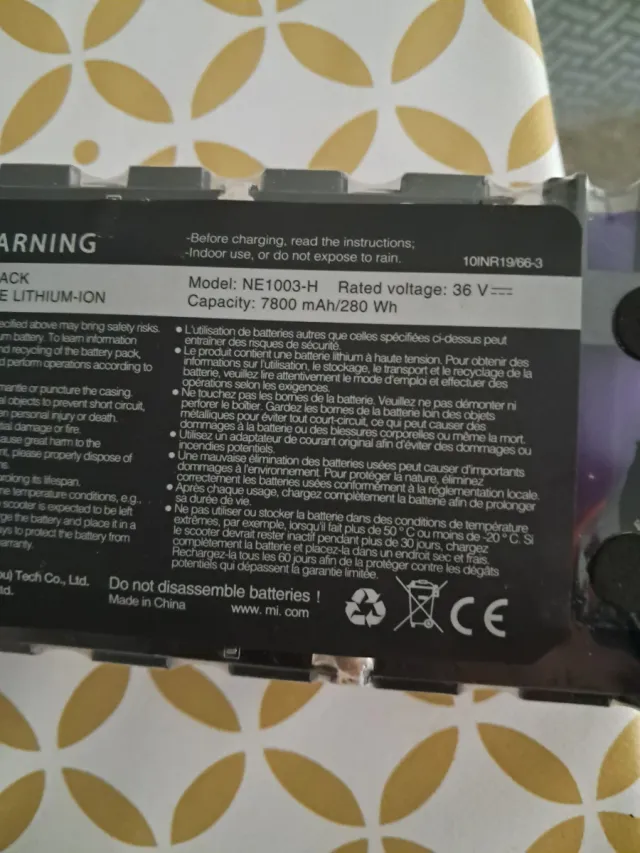 ARNING
-Before charging, read the instructions;
-Indoor use, or do not expose to rain.
10INR19/66-3
ACK
E LITHIUM-ION
Model: NE1003-H Rated voltage: 36 V
Capacity: 7800 mAh/280 Wh
ecified above may bring safety risks.
um battery. To learn information
nd recycling of the battery pack,
d perform operations according to
mantle or puncture the casing.
al objects to prevent short circuit,
en personal injury or death.
tial damage or fire.
ause great harm to the
nt, please properly dispose of
ns.
prolong its lifespan.
me temperature conditions, e.g.,
e scooter is expected to be left
rge the battery and place it in a
ays to protect the battery from
warranty.
● L'utilisation de batteries autres que celles spécifiées ci-dessus peut
entraîner des risques de sécurité.
● Le produit contient une batterie lithium à haute tension. Pour obtenir des
informations sur l'utilisation, le stockage, le transport et le recyclage de la
batterie, veuillez lire attentivement le mode d'emploi et effectuer des
opérations selon les exigences.
● Ne touchez pas les bornes de la batterie. Veuillez ne pas démonter ni
perforer le boîtier. Gardez les bornes de la batterie loin des objets
métalliques pour éviter tout court-circuit, ce qui peut causer des
dommages à la batterie ou des blessures corporelles ou même la mort.
● Utilisez un adaptateur de courant original afin d'éviter des dommages ou
incendies potentiels.
● Une mauvaise élimination des batteries usées peut causer d'importants
dommages à l'environnement. Pour protéger la nature, éliminez
correctement les batteries usées conformément à la réglementation locale.
● Après chaque usage, chargez complètement la batterie afin de prolonger
sa durée de vie.
● Ne pas utiliser ou stocker la batterie dans des conditions de température
extrêmes, par exemple, lorsqu'il fait plus de 50 °C ou moins de -20 °C. Si
le scooter devrait rester inactif pendant plus de 30 jours, chargez
complètement la batterie et placez-la dans un endroit sec et frais.
Rechargez-la tous les 60 jours afin de la protéger contre les dégâts
potentiels qui dépassent la garantie limitée.
ou) Tech Co., Ltd.
td.
Do not disassemble batteries !
Made in China www. mi. com
CE